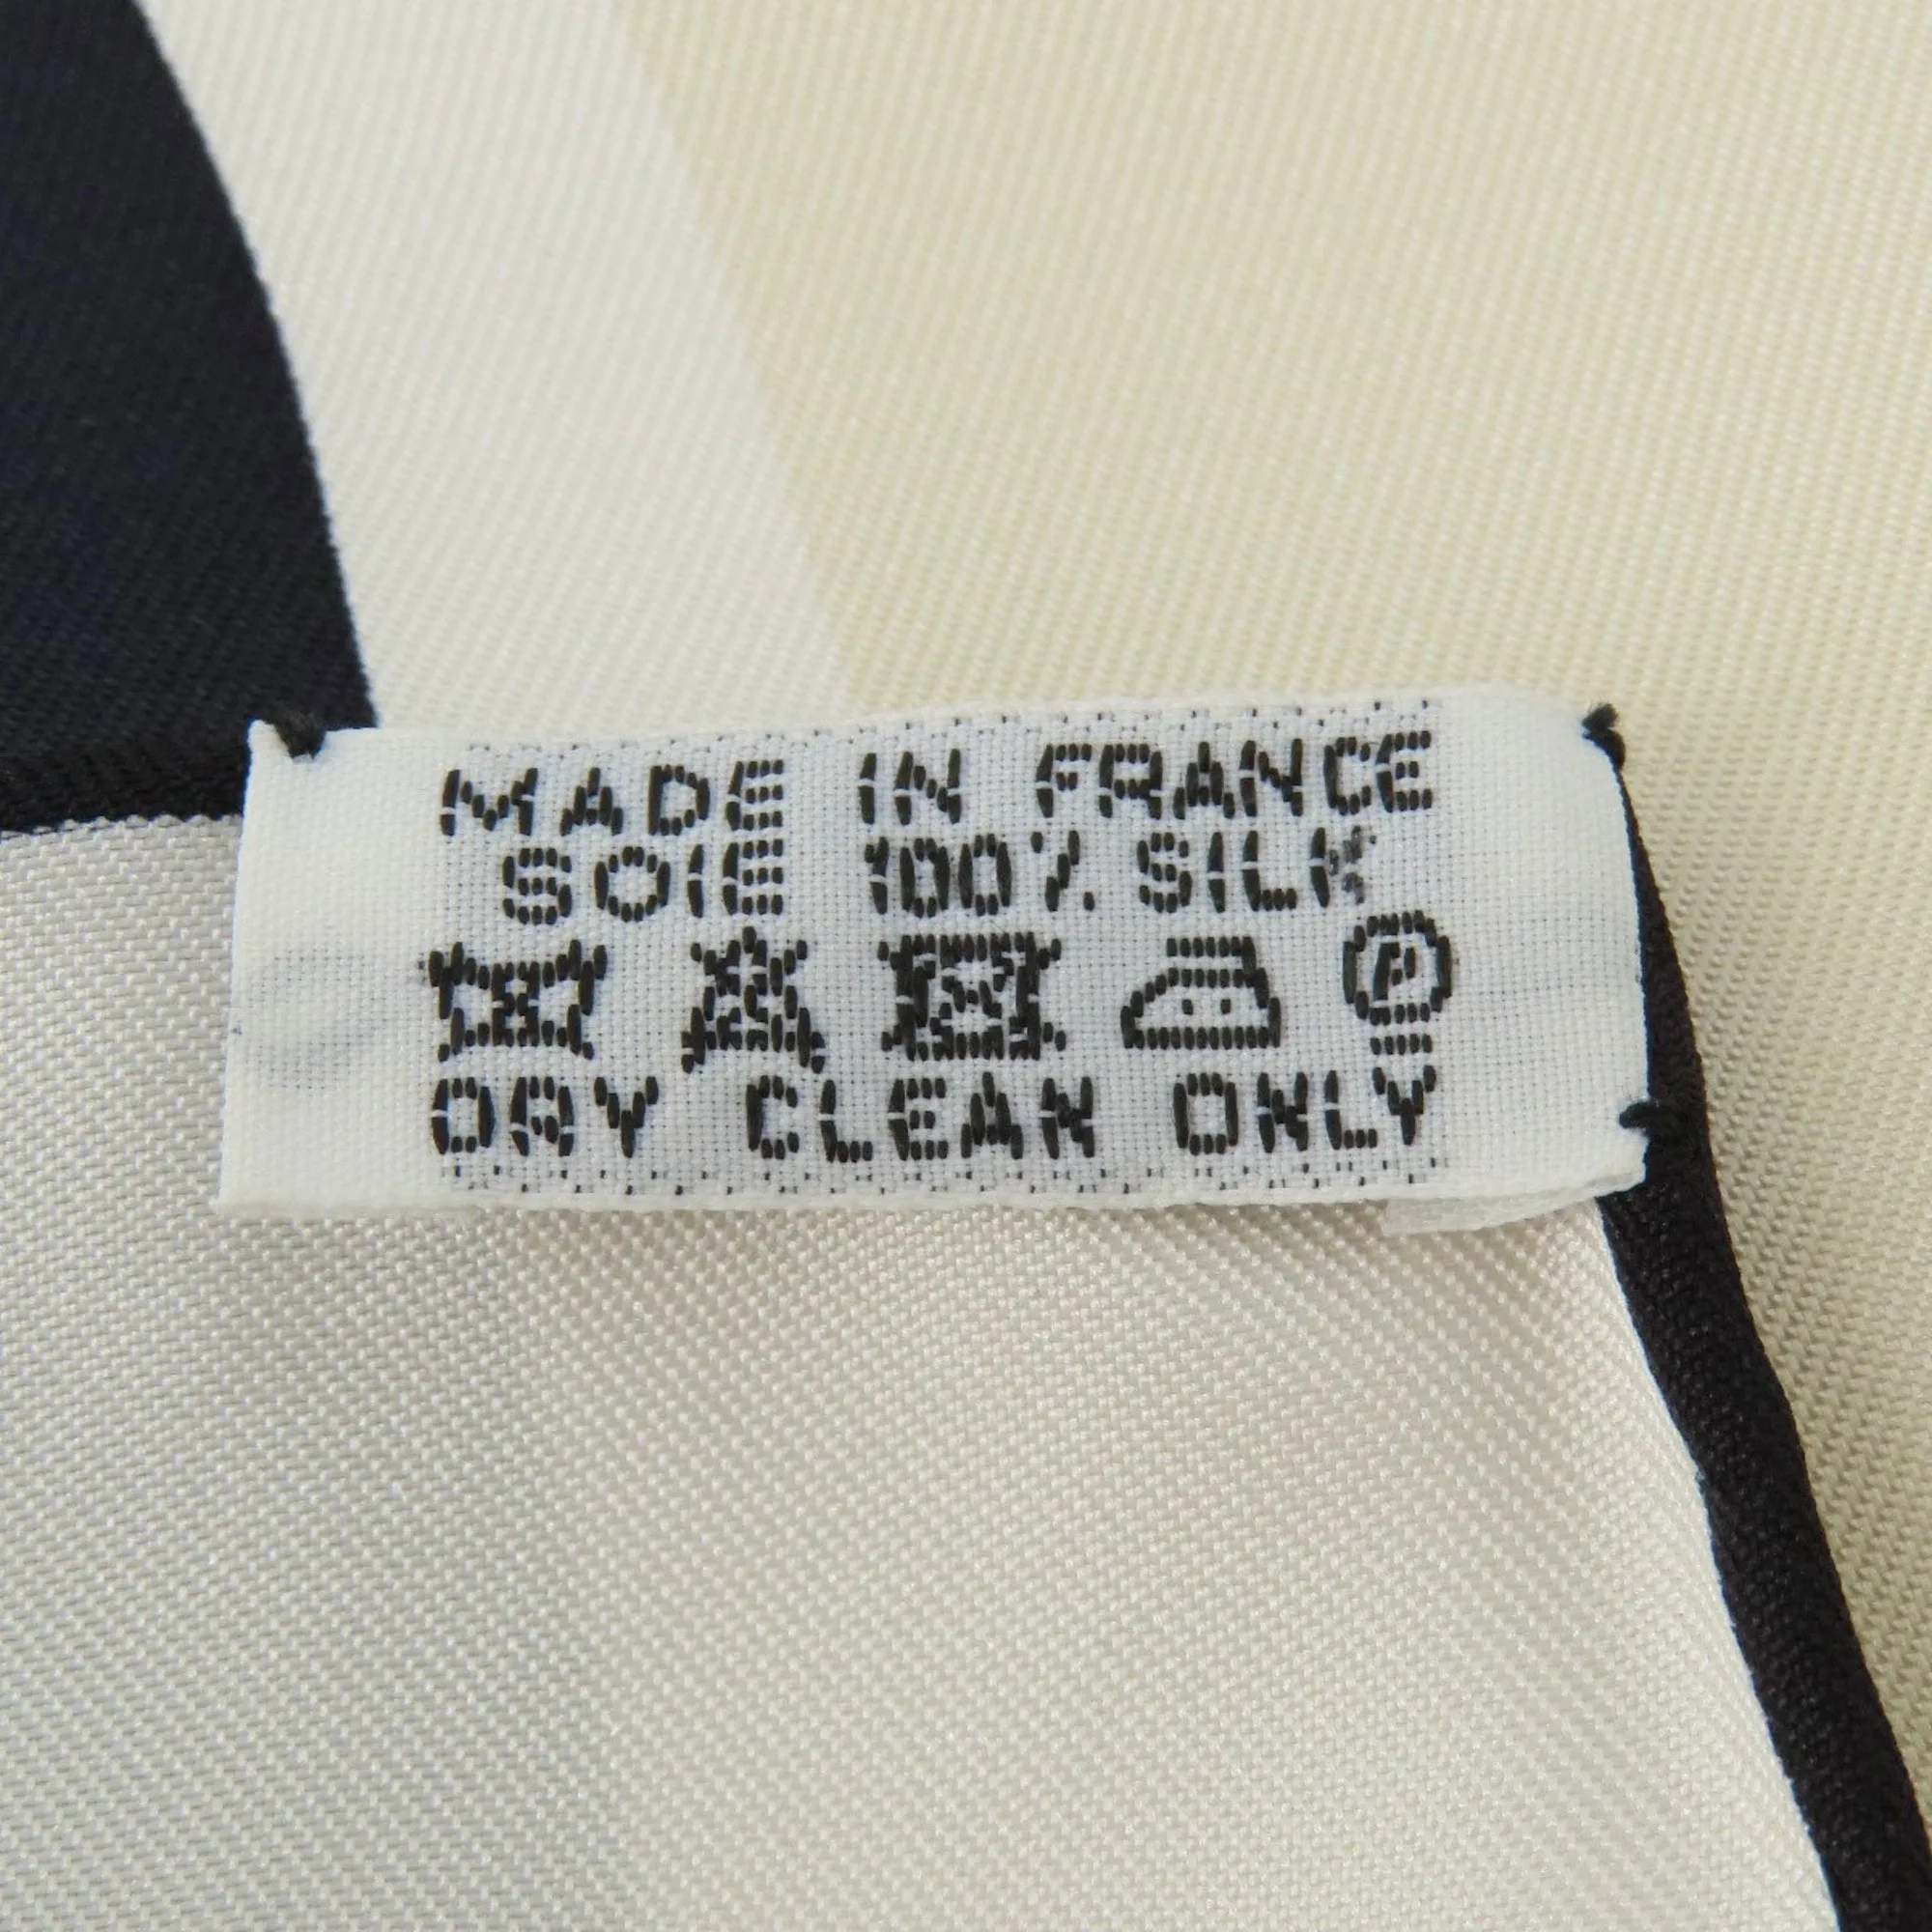 MADE IN FRANCE
SOIE 100% SILK
P
DRY CLEAN ONLY